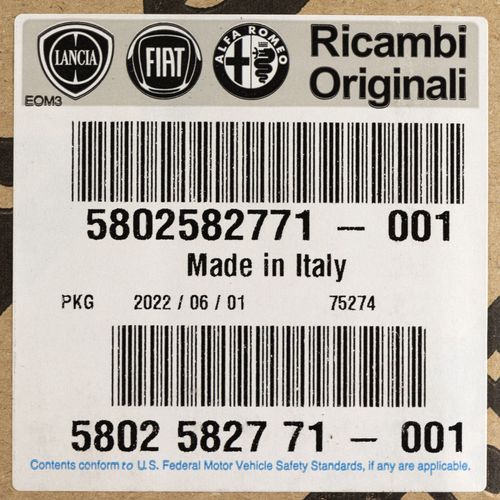 LANCIA FIAT ALFA ROMEO Ricambi
Originali
EOM3
5802582771 – 001
Made in Italy
PKG 2022 / 06 / 01 75274
5802 5827 71 – 001
Contents conform to U.S. Federal Motor Vehicle Safety Standards, if any are applicable.